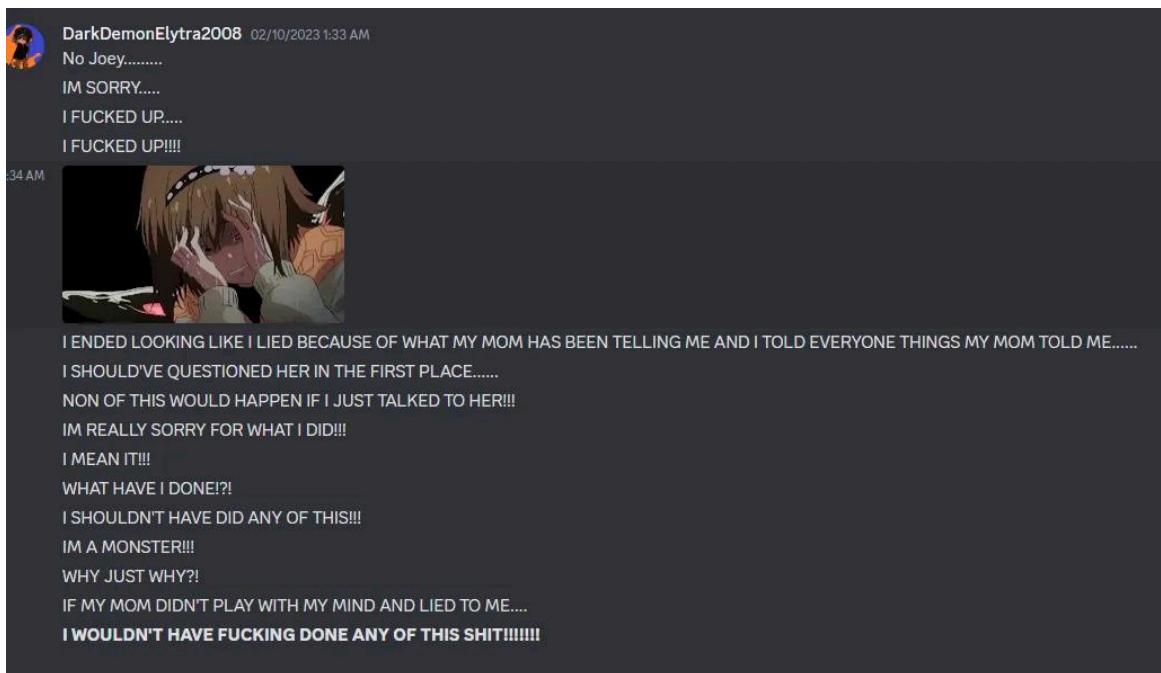 DarkDemonElytra2008 02/10/2023 1:33 AM
No Joey.........
IM SORRY.....
I FUCKED UP.....
I FUCKED UP!!!!
:34 AM
I ENDED LOOKING LIKE I LIED BECAUSE OF WHAT MY MOM HAS BEEN TELLING ME AND I TOLD EVERYONE THINGS MY MOM TOLD ME......
I SHOULD'VE QUESTIONED HER IN THE FIRST PLACE......
NON OF THIS WOULD HAPPEN IF I JUST TALKED TO HER!!!
IM REALLY SORRY FOR WHAT I DID!!!
I MEAN IT!!!
WHAT HAVE I DONE!?!
I SHOULDN'T HAVE DID ANY OF THIS!!!
IM A MONSTER!!!
WHY JUST WHY?!
IF MY MOM DIDN'T PLAY WITH MY MIND AND LIED TO ME....
I WOULDN'T HAVE FUCKING DONE ANY OF THIS SHIT!!!!!!!